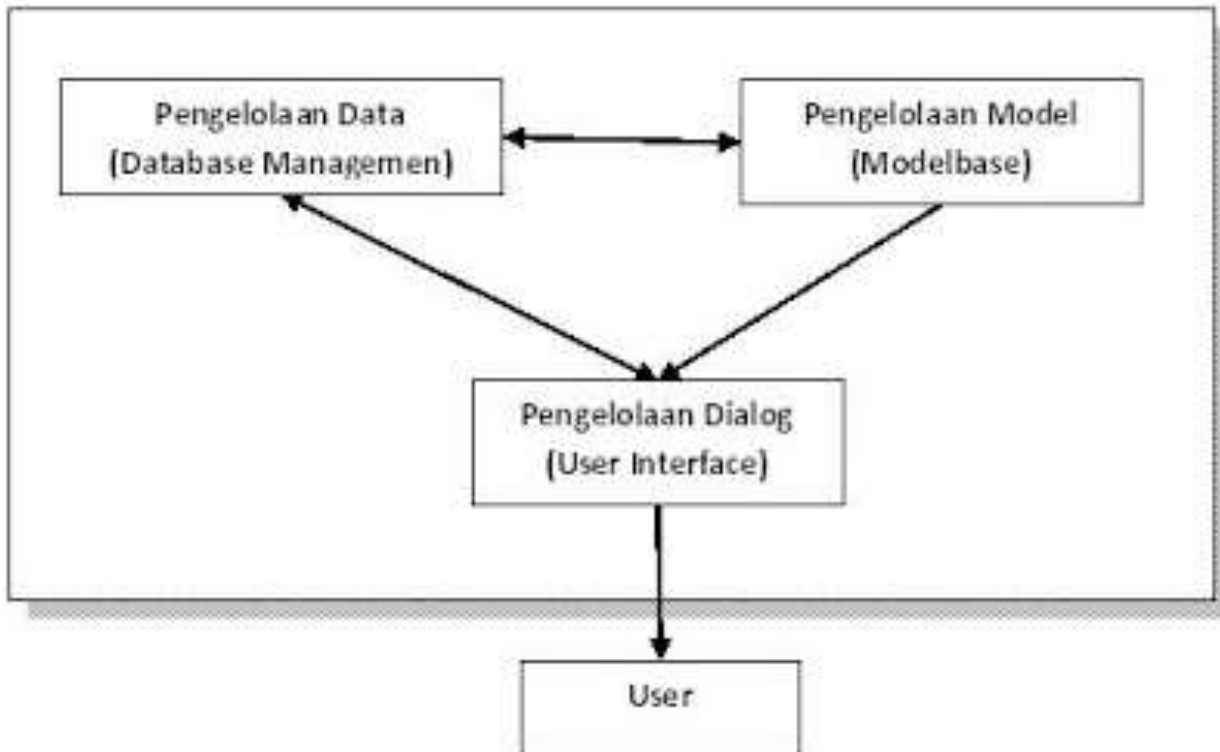 Pengelolaan Data
(Database Managemen)
Pengelolaan Model
(Modelbase)
Pengelolaan Dialog
(User Interface)
User